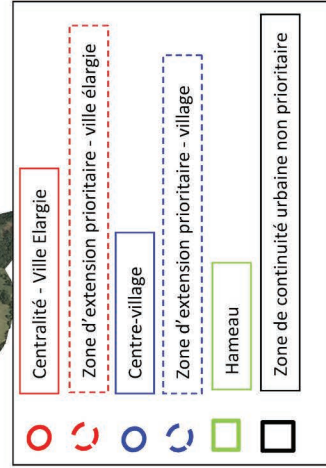 Centralité - Ville Elargie
Zone d'extension prioritaire - ville élargie
Centre-village
Zone d'extension prioritaire - village
Hameau
Zone de continuité urbaine non prioritaire